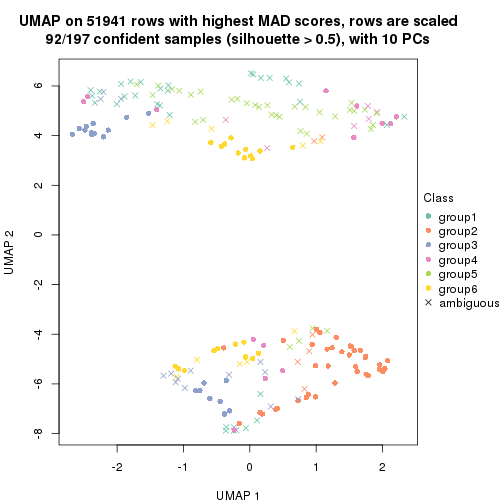 UMAP on 51941 rows with highest MAD scores, rows are scaled
92/197 confident samples (silhouette > 0.5), with 10 PCs
6
4
2
0
-2
-4
-6
-8
UMAP 2
-2
-1
0
1
2
UMAP 1
Class
group1
group2
group3
group4
group5
group6
ambiguous